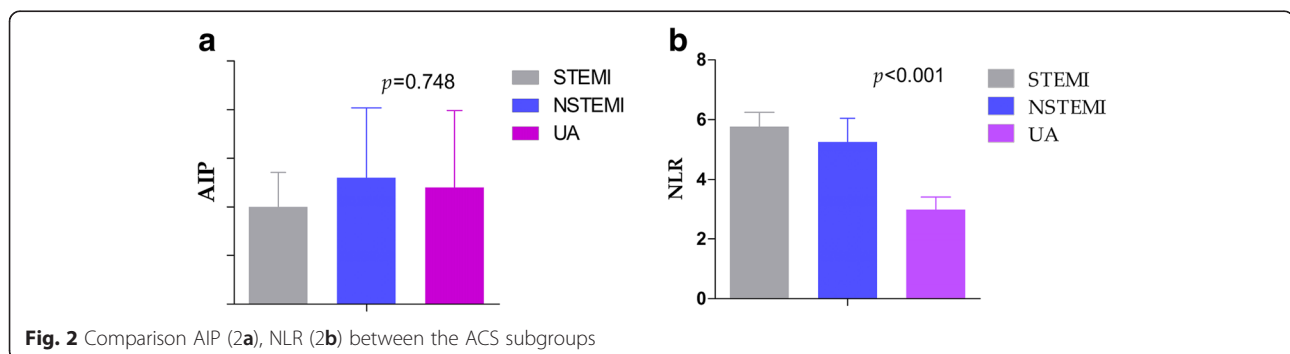 a
p=0.748
STEMI
NSTEMI
UA
AIP
b
p<0.001
STEMI
NSTEMI
UA
NLR
8
6
4
2
0
Fig. 2 Comparison AIP (2a), NLR (2b) between the ACS subgroups